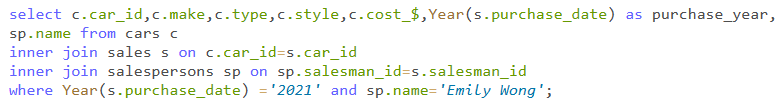 select c.car_id,c.make,c.type,c.style,c.cost_$,Year(s.purchase_date) as purchase_year,
sp.name from cars c
inner join sales s on c.car_id=s.car_id
inner join salespersons sp on sp.salesman_id=s.salesman_id
where Year(s.purchase_date) ='2021' and sp.name='Emily Wong';